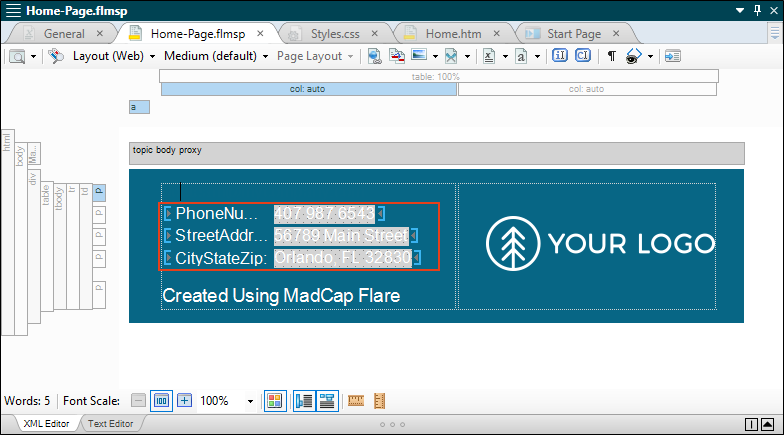 Home-Page.flmsp
General
Home-Page.flmsp
Styles.css
Home.htm
Start Page
Layout (Web)
Medium (default)
Page Layout
table: 100%
col: auto
col: auto
a
html
body
Ma...
div
table
tbody
tr
td
p
p
p
p
p
topic body proxy
PhoneNu... 407 987 6543
StreetAddr... 56789 Main Street
CityStateZip: Orlando, FL 32830
Created Using MadCap Flare
YOUR LOGO
Words: 5
Font Scale:
100
100%
XML Editor
Text Editor